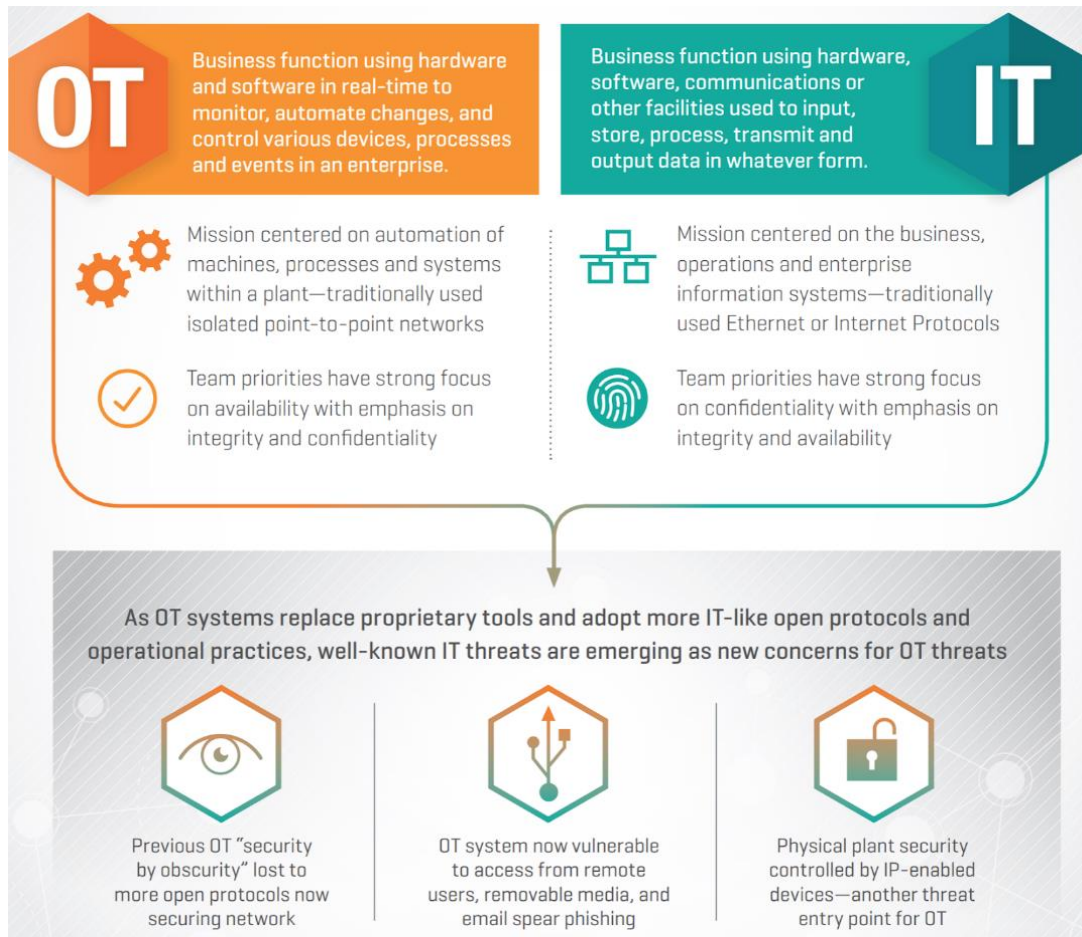 OT
Business function using hardware
and software in real-time to
monitor, automate changes, and
control various devices, processes
and events in an enterprise.
Business function using hardware,
software, communications or
other facilities used to input,
store, process, transmit and
output data in whatever form.
IT
Mission centered on automation of
machines, processes and systems
within a plant—traditionally used
isolated point-to-point networks
Mission centered on the business,
operations and enterprise
information systems—traditionally
used Ethernet or Internet Protocols
Team priorities have strong focus
on availability with emphasis on
integrity and confidentiality
Team priorities have strong focus
on confidentiality with emphasis on
integrity and availability
As OT systems replace proprietary tools and adopt more IT-like open protocols and
operational practices, well-known IT threats are emerging as new concerns for OT threats
Previous OT "security
by obscurity" lost to
more open protocols now
securing network
OT system now vulnerable
to access from remote
users, removable media, and
email spear phishing
Physical plant security
controlled by IP-enabled
devices—another threat
entry point for OT